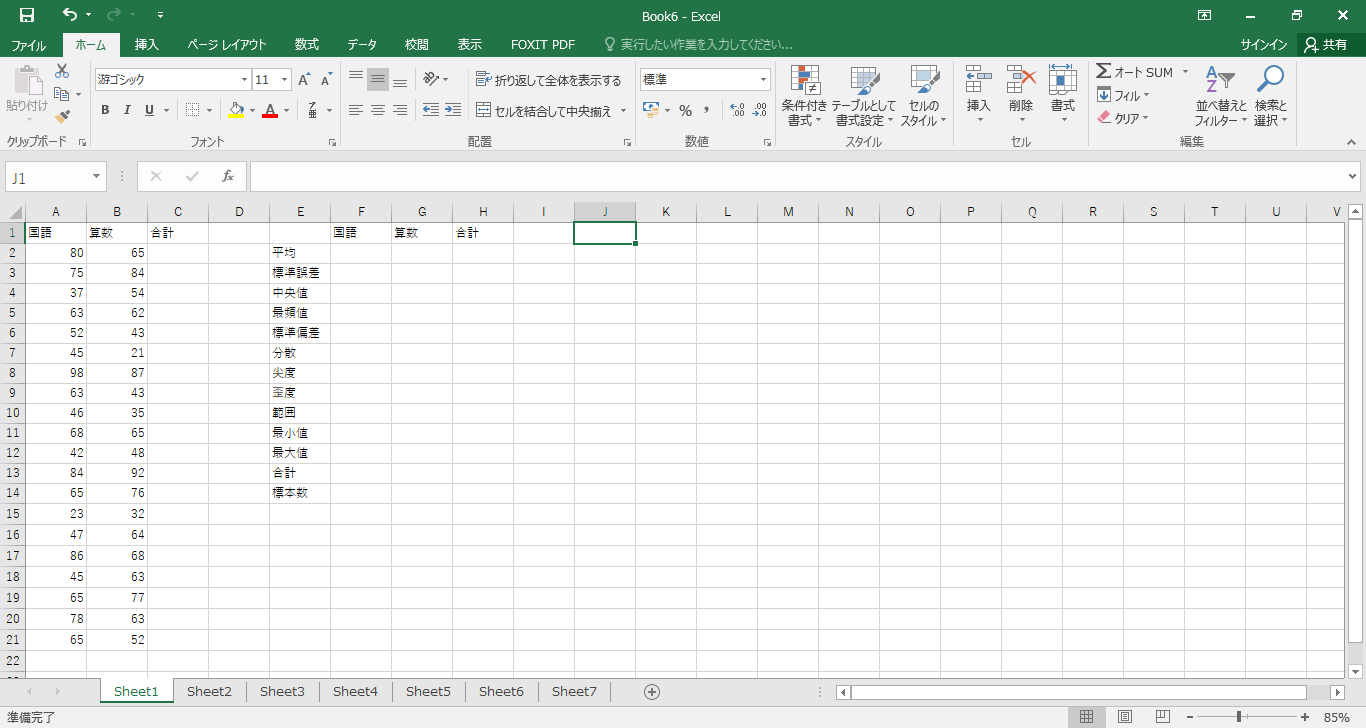 Book6 - Excel
ファイル ホーム 挿入 ページ レイアウト 数式 データ 校閲 表示 FOXIT PDF 実行したい作業を入力してください... サインイン 共有
貼り付け
クリップボード
游ゴシック 11
B I U
フォント
折り返して全体を表示する
セルを結合して中央揃え
配置
標準
%
数値
条件付き書式
テーブルとして書式設定
セルのスタイル
スタイル
挿入 削除 書式
セル
オート SUM
フィル
クリア
並べ替えとフィルター
検索と選択
編集
J1 fx
A B C D E F G H I J K L M N O P Q R S T U V
1 国語 算数 合計 国語 算数 合計
2 80 65 平均
3 75 84 標準誤差
4 37 54 中央値
5 63 62 最頻値
6 52 43 標準偏差
7 45 21 分散
8 98 87 尖度
9 63 43 歪度
10 46 35 範囲
11 68 65 最小値
12 42 48 最大値
13 84 92 合計
14 65 76 標本数
15 23 32
16 47 64
17 86 68
18 45 63
19 65 77
20 78 63
21 65 52
22
Sheet1 Sheet2 Sheet3 Sheet4 Sheet5 Sheet6 Sheet7
準備完了 85%